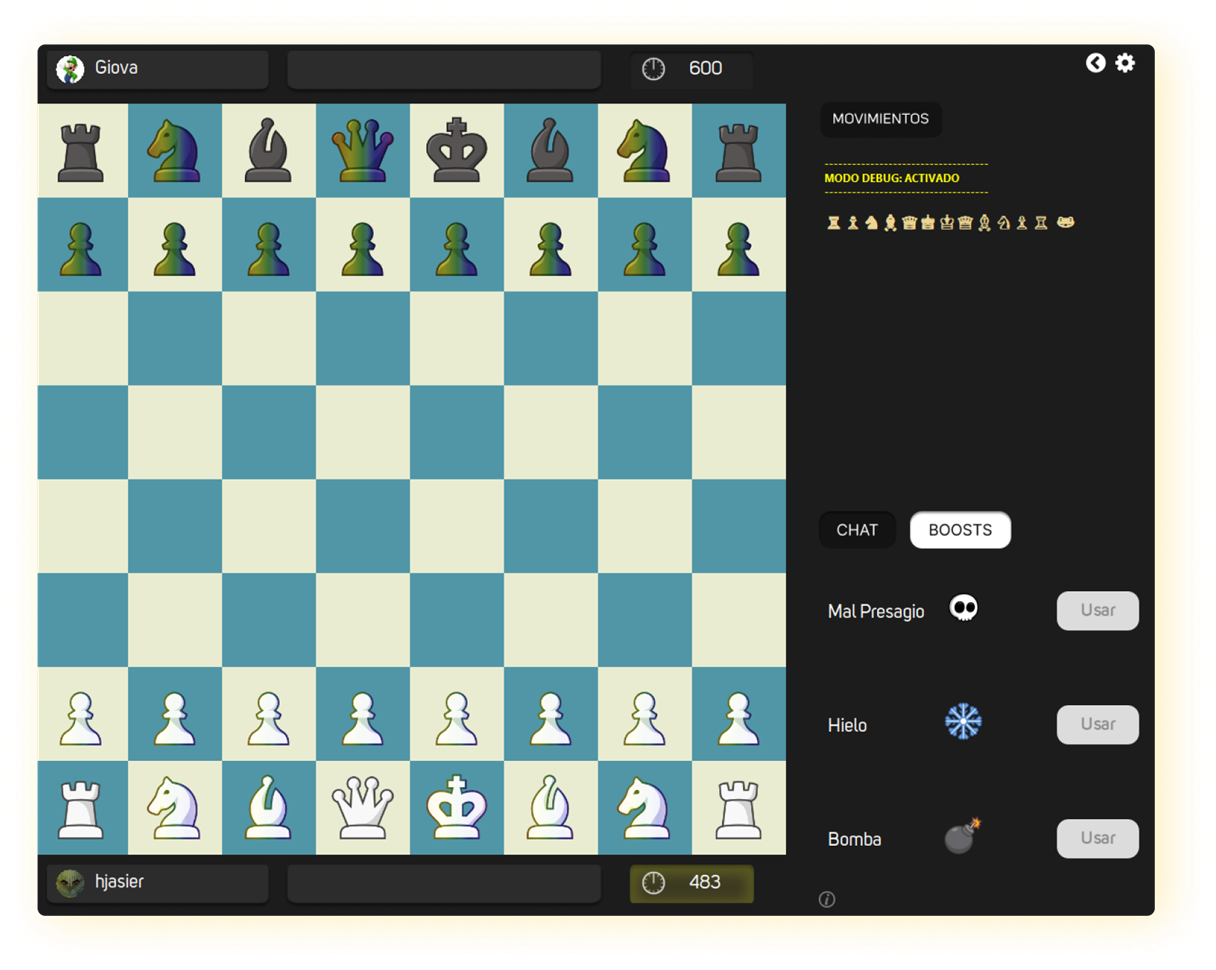 Giova
600
MOVIMIENTOS
-----------------------------------
MODO DEBUG: ACTIVADO
-----------------------------------
♜ ♝ ♞ ♝ ♛ ♚ ♔ ♕ ♗ ♘ ♗ ♖
CHAT
BOOSTS
Mal Presagio
Usar
Hielo
Usar
Bomba
Usar
hjasier
483